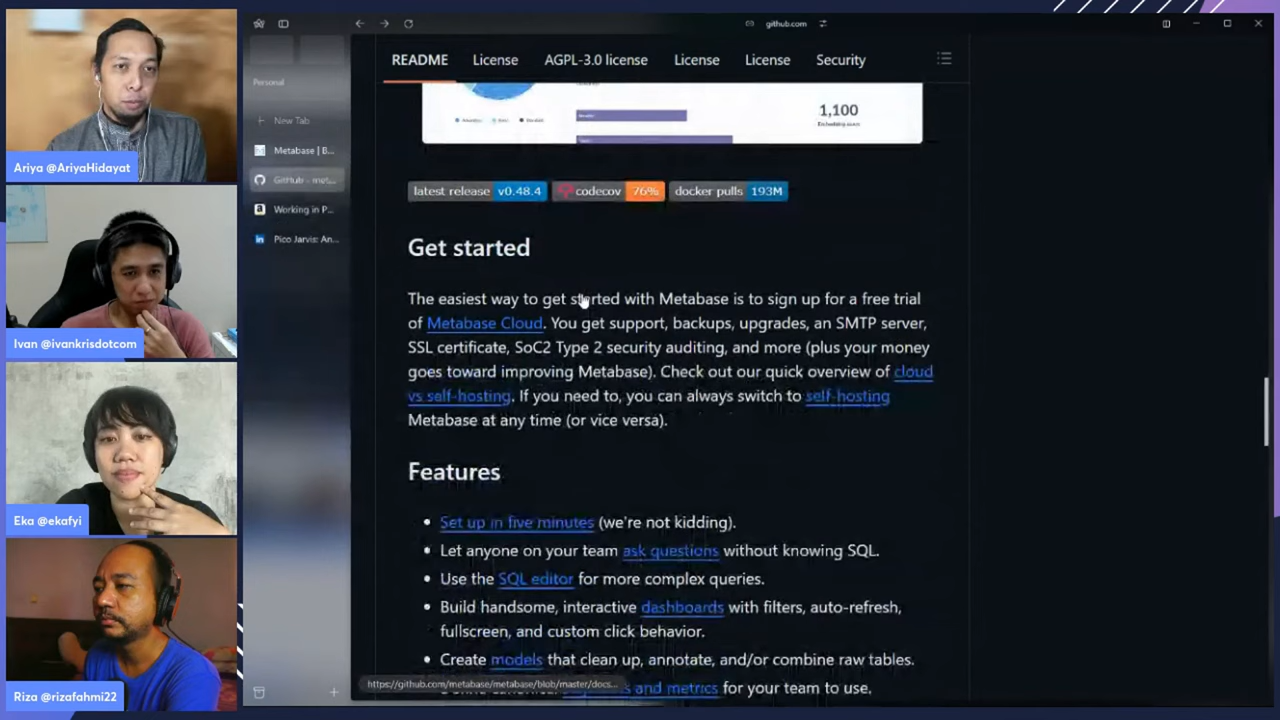 Ariya @AriyaHidayat
Ivan @ivankrisdotcom
Eka @ekafyi
Riza @rizafahmi22
github.com
Personal
New Tab
Metabase | B...
GitHub - met...
Working in P...
Pico Jarvis: An...
README License AGPL-3.0 license License License Security
1,100
latest release v0.48.4 codecov 76% docker pulls 193M
Get started
The easiest way to get started with Metabase is to sign up for a free trial
of Metabase Cloud. You get support, backups, upgrades, an SMTP server,
SSL certificate, SoC2 Type 2 security auditing, and more (plus your money
goes toward improving Metabase). Check out our quick overview of cloud
vs self-hosting. If you need to, you can always switch to self-hosting
Metabase at any time (or vice versa).
Features
Set up in five minutes (we're not kidding).
Let anyone on your team ask questions without knowing SQL.
Use the SQL editor for more complex queries.
Build handsome, interactive dashboards with filters, auto-refresh,
fullscreen, and custom click behavior.
Create models that clean up, annotate, and/or combine raw tables.
and metrics for your team to use.
https://github.com/metabase/metabase/blob/master/docs...